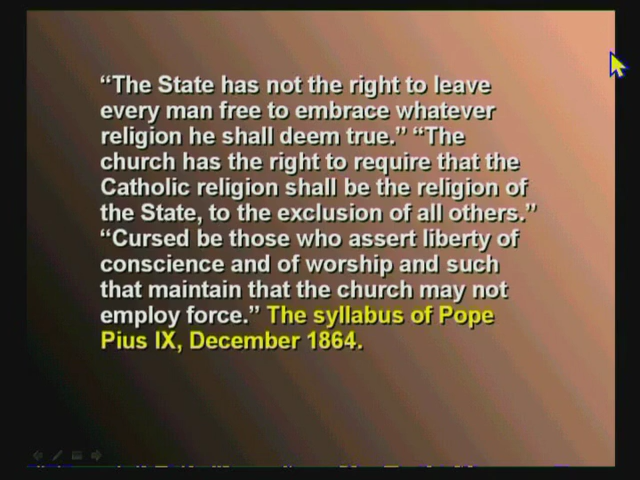 “The State has not the right to leave
every man free to embrace whatever
religion he shall deem true.” “The
church has the right to require that the
Catholic religion shall be the religion of
the State, to the exclusion of all others.”
“Cursed be those who assert liberty of
conscience and of worship and such
that maintain that the church may not
employ force.” The syllabus of Pope
Pius IX, December 1864.